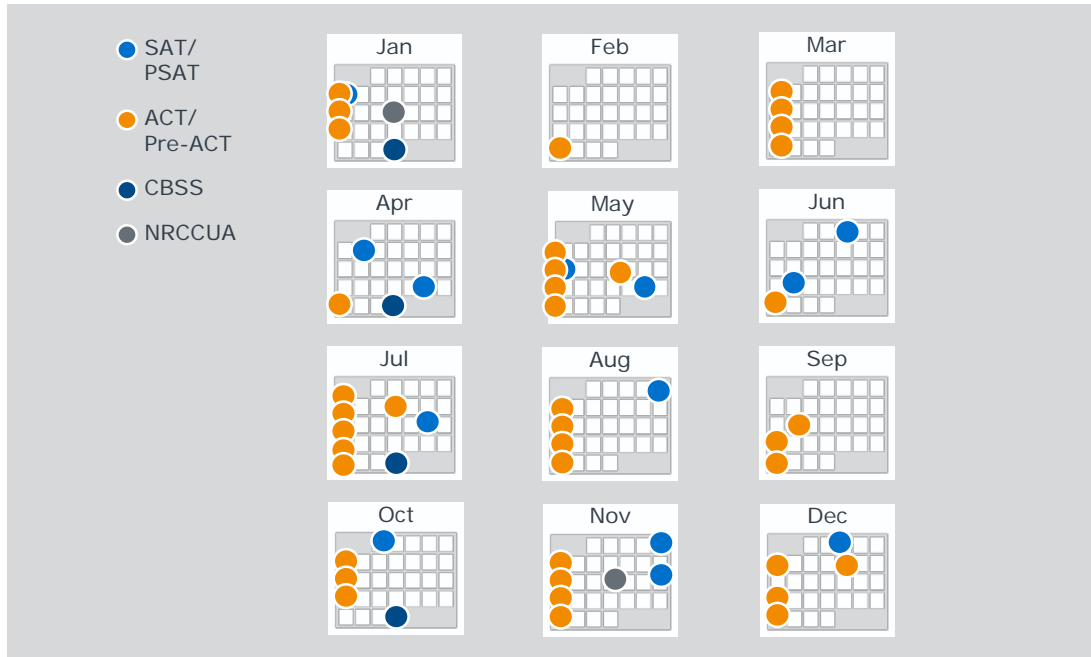 SAT/
PSAT
ACT/
Pre-ACT
CBSS
NRCCUA
Jan
Feb
Mar
Apr
May
Jun
Jul
Aug
Sep
Oct
Nov
Dec